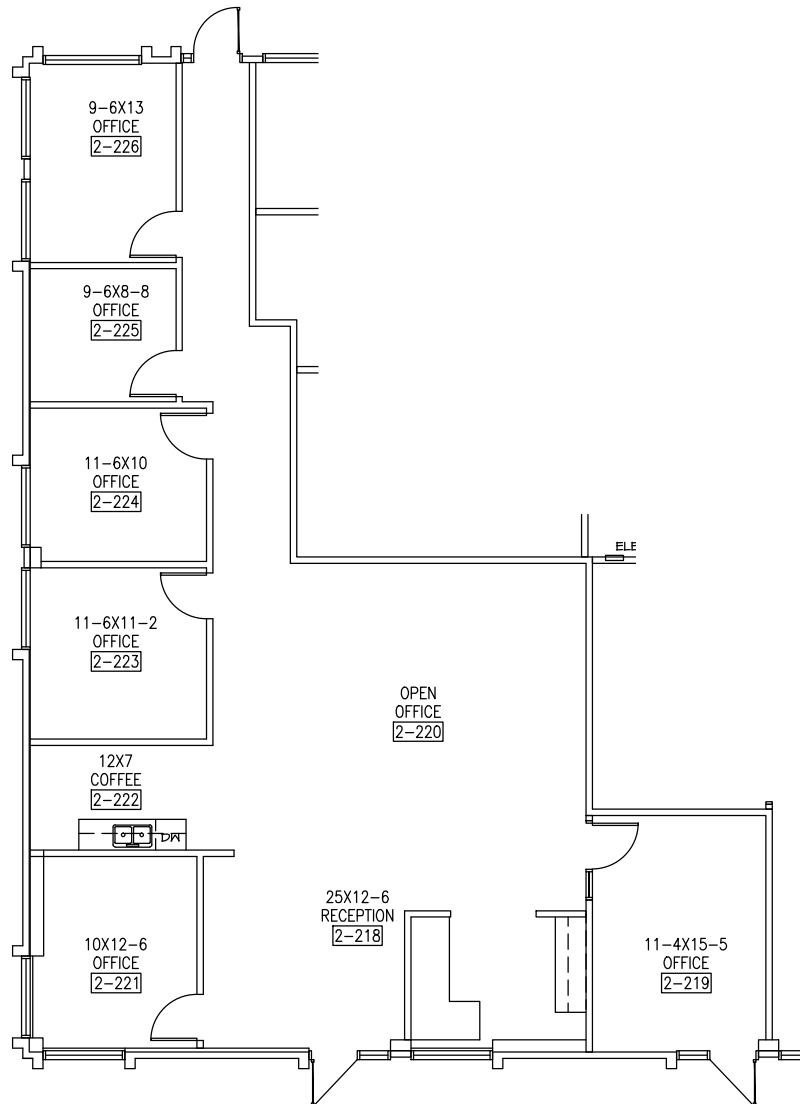 9-6X13
OFFICE
2-226
9-6X8-8
OFFICE
2-225
11-6X10
OFFICE
2-224
ELE
11-6X11-2
OFFICE
2-223
OPEN
OFFICE
2-220
12X7
COFFEE
2-222
DW
25X12-6
RECEPTION
2-218
10X12-6
OFFICE
2-221
11-4X15-5
OFFICE
2-219